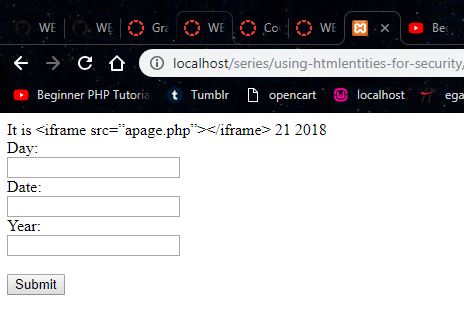 WE
WE
Gra
WE
Cou
WE
Be
localhost/series/using-htmlentities-for-security/
Beginner PHP Tutoria
Tumblr
opencart
localhost
ega
It is <iframe src="apage.php"></iframe> 21 2018
Day:
Date:
Year:
Submit